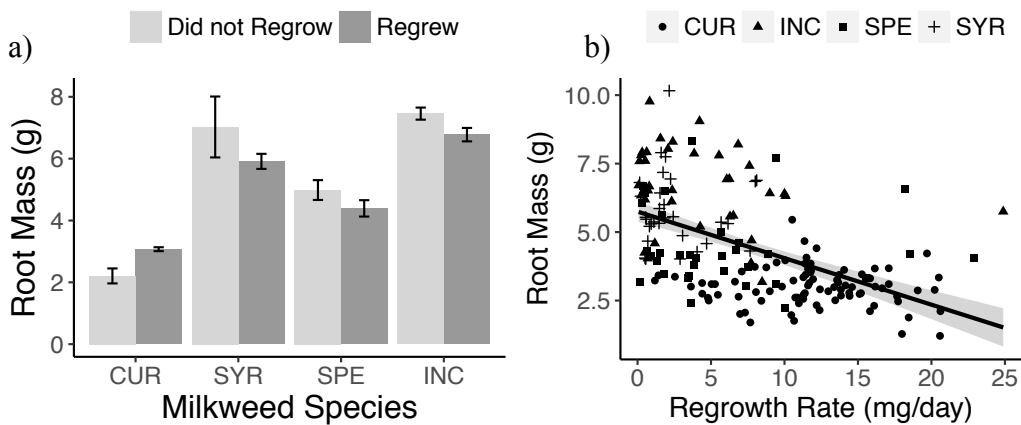 a)
Did not Regrow Regrew
Root Mass (g)
8
6
4
2
0
CUR SYR SPE INC
Milkweed Species
b)
CUR INC SPE SYR
Root Mass (g)
10.0
7.5
5.0
2.5
0 5 10 15 20 25
Regrowth Rate (mg/day)